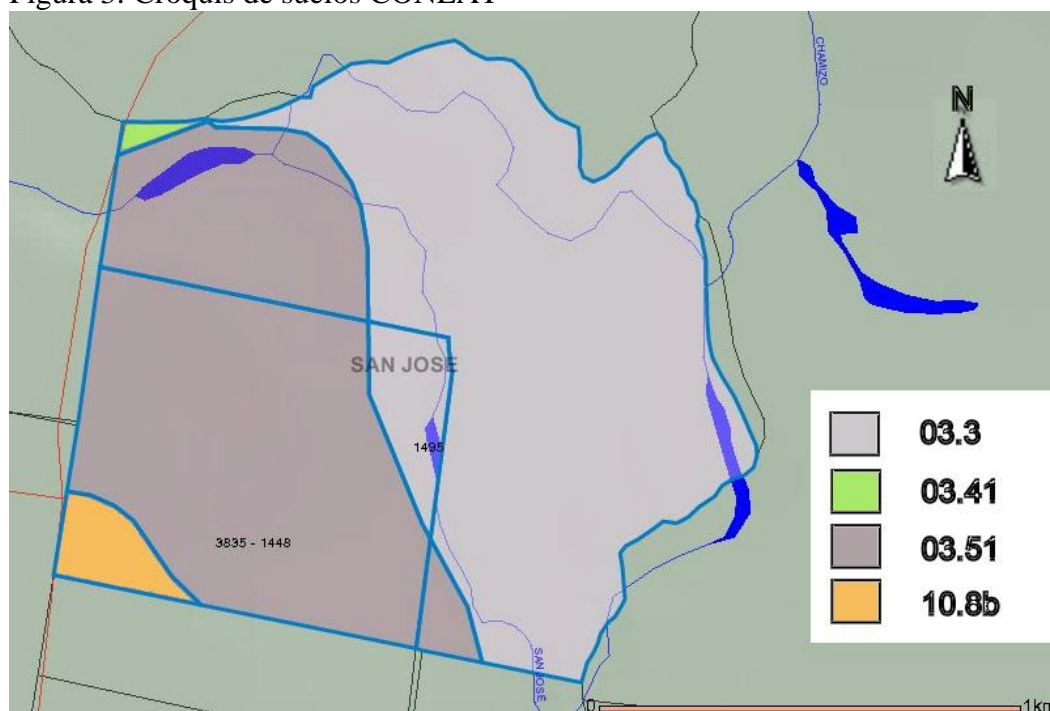 Figura 3. Croquis de suelos CONEAT
CHAMIZO
N
SAN JOSE
1495
03.3
03.41
03.51
10.8b
3835 - 1448
SAN JOSÉ
0
1km